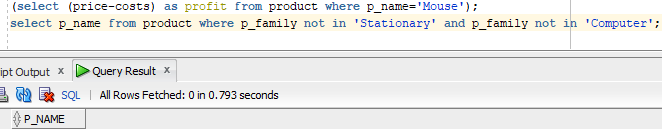 (select (price-costs) as profit from product where p_name='Mouse');
select p_name from product where p_family not in 'Stationary' and p_family not in 'Computer';
ipt Output x Query Result x
SQL | All Rows Fetched: 0 in 0.793 seconds
P_NAME